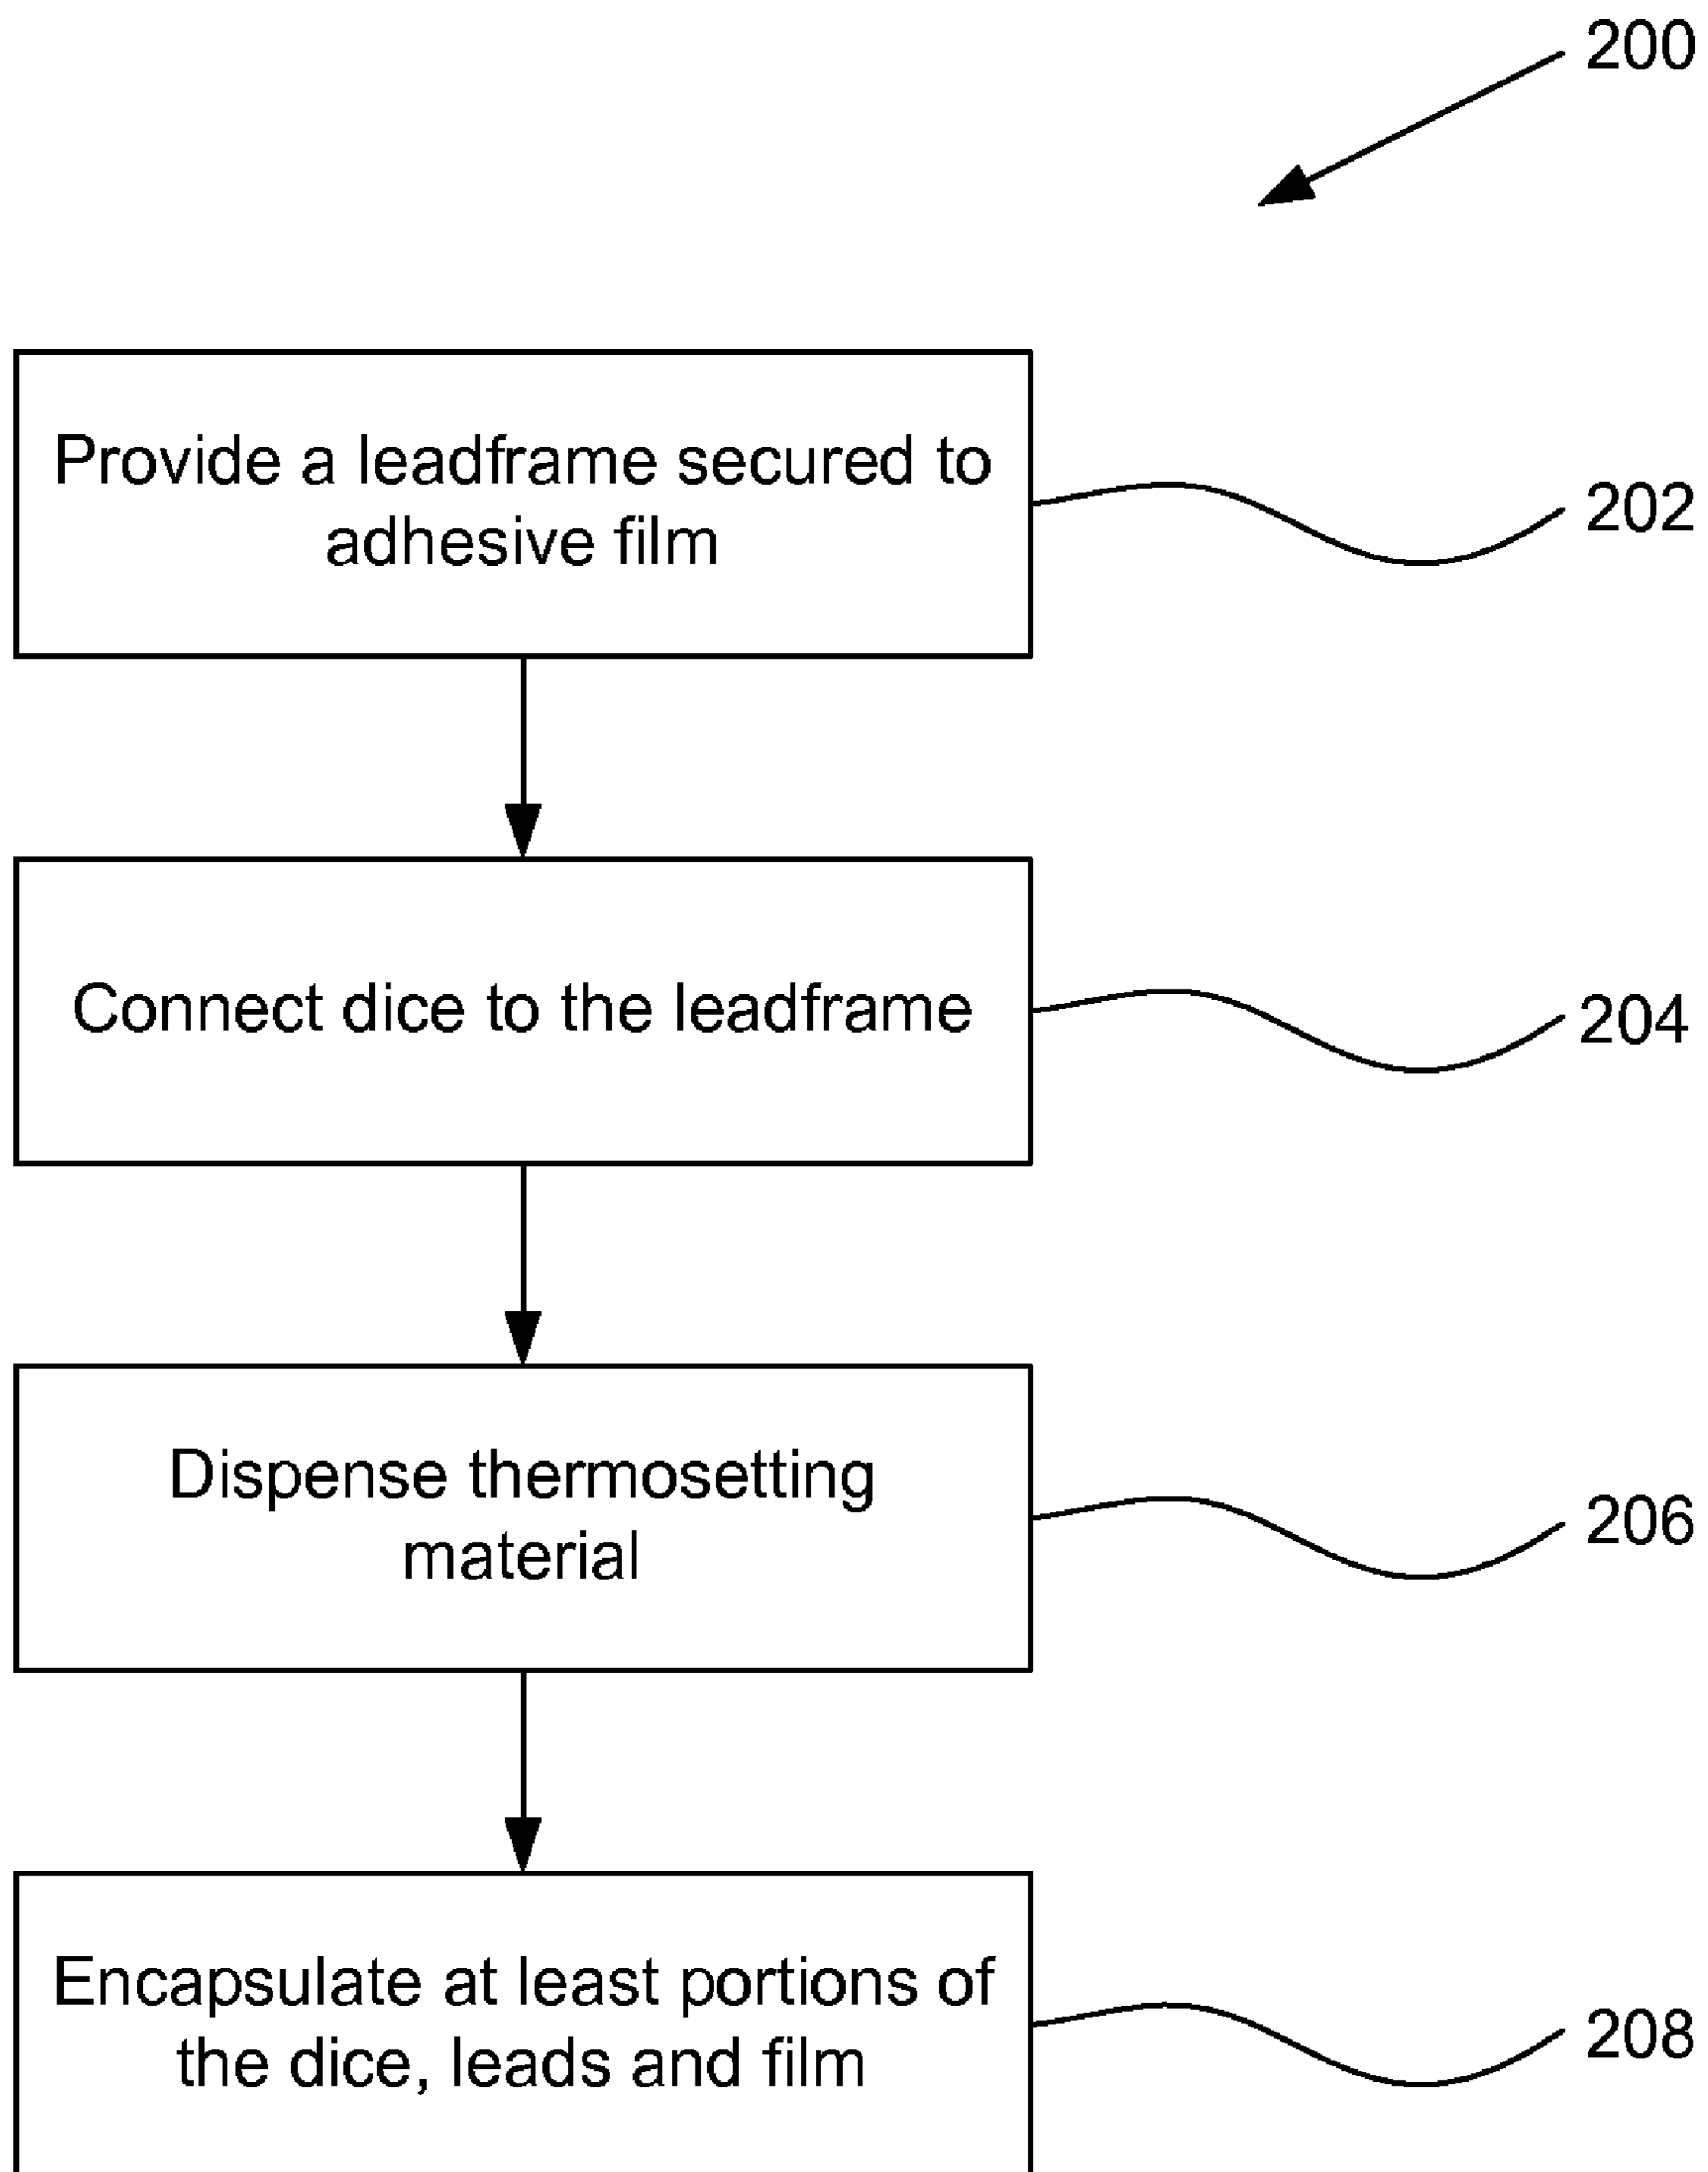 200
Provide a leadframe secured to
adhesive film
202
Connect dice to the leadframe
204
Dispense thermosetting
material
206
Encapsulate at least portions of
the dice, leads and film
208